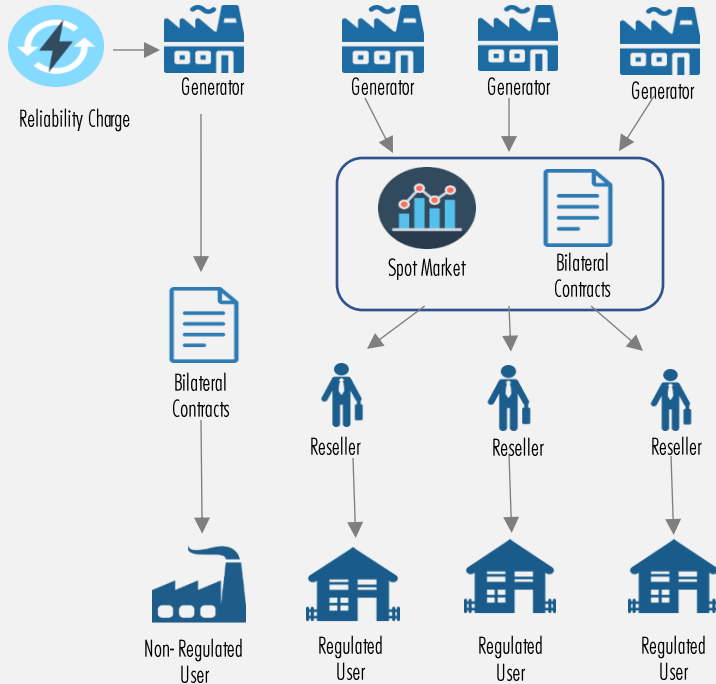 Generator
Generator
Generator
Generator
Reliability Charge
Spot Market
Bilateral
Contracts
Bilateral
Contracts
Reseller
Reseller
Reseller
Non- Regulated
User
Regulated
User
Regulated
User
Regulated
User